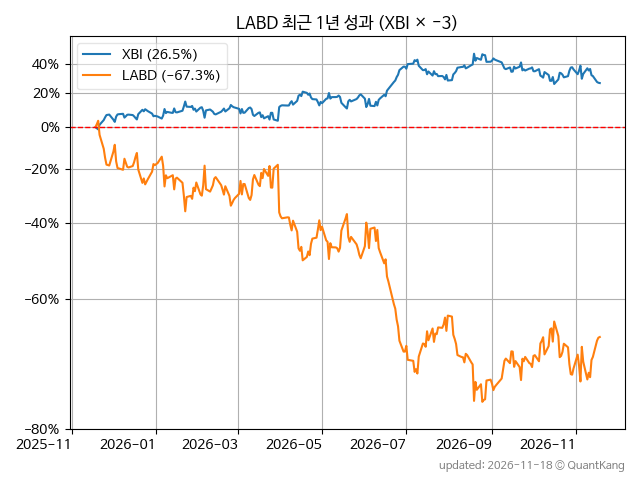 LABD 최근 1년 성과 (XBI × −3)
XBI (26.5%)
LABD (−67.3%)
40%
20%
0%
−20%
−40%
−60%
−80%
2025-11 2026-01 2026-03 2026-05 2026-07 2026-09 2026-11
updated: 2026-11-18 © QuantKang